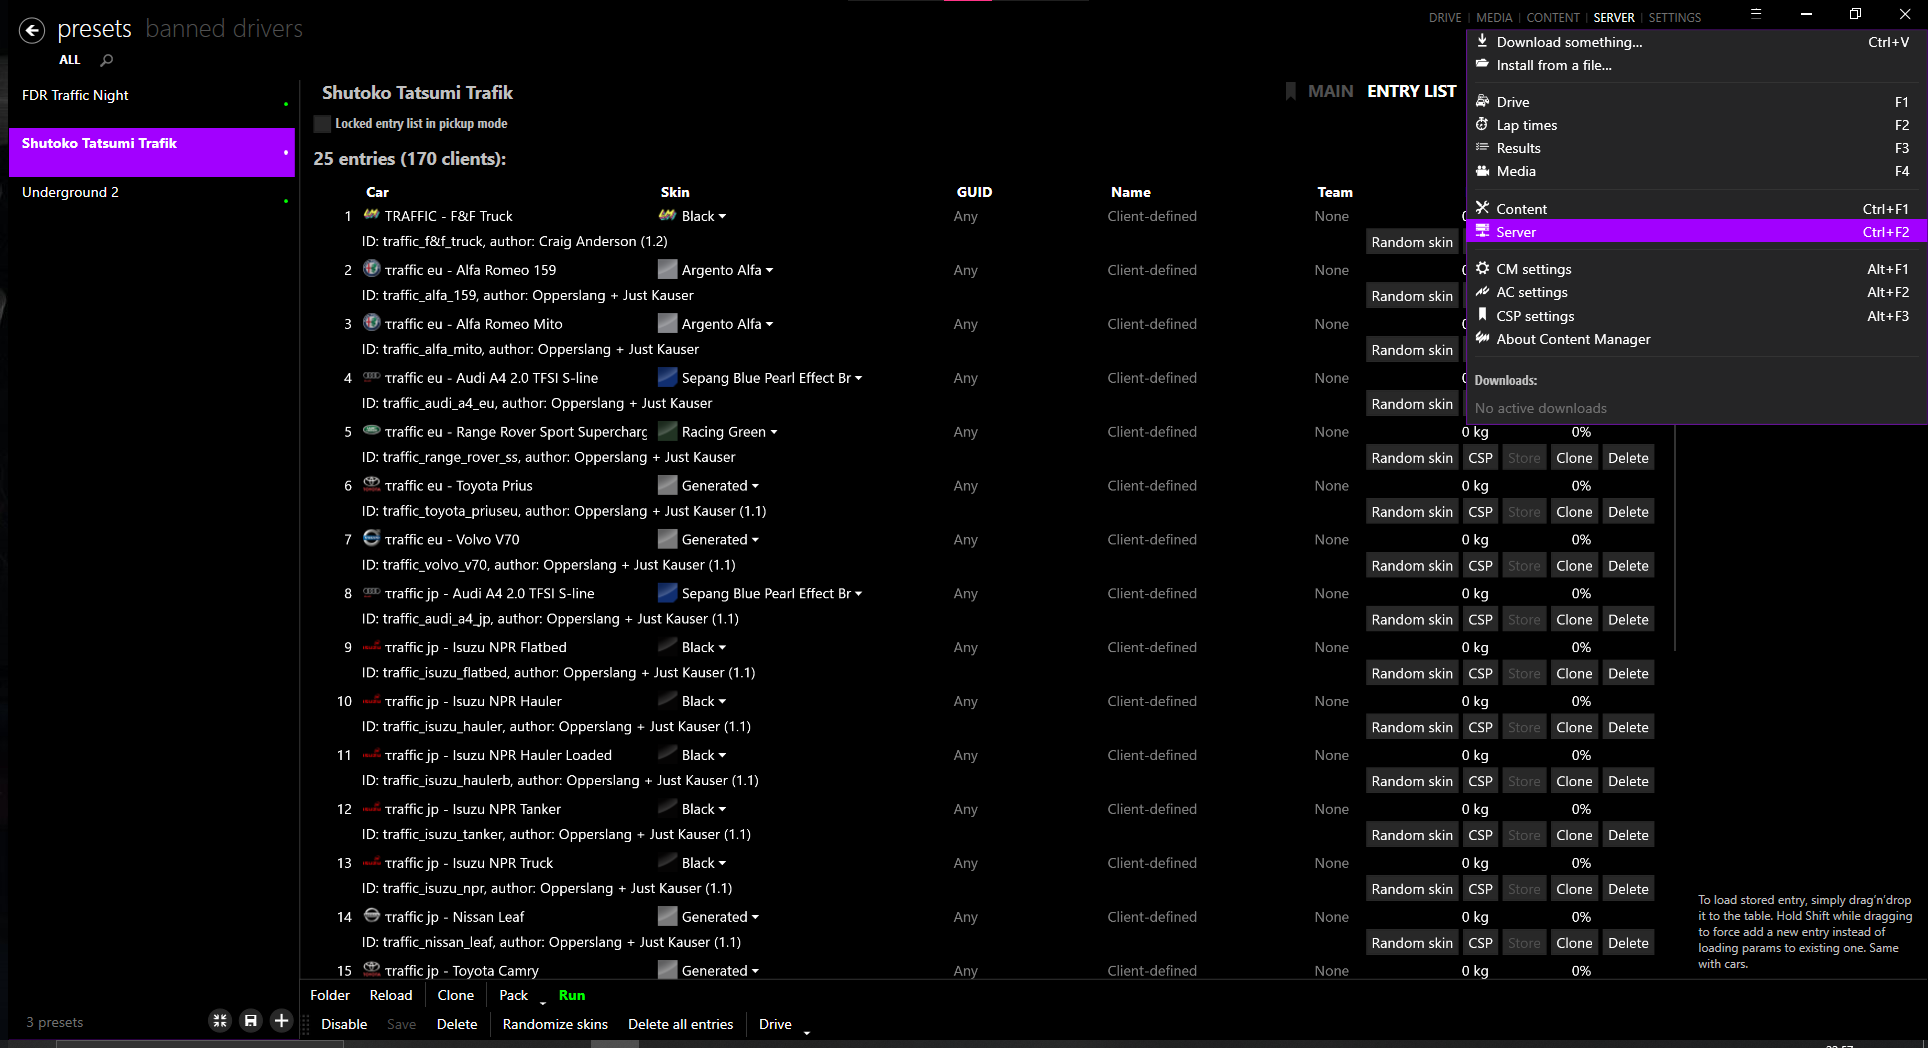 presets banned drivers
DRIVE | MEDIA | CONTENT | SERVER | SETTINGS
ALL
FDR Traffic Night
Shutoko Tatsumi Trafik
Underground 2
3 presets
Shutoko Tatsumi Trafik
MAIN ENTRY LIST
Locked entry list in pickup mode
25 entries (170 clients):
Car Skin GUID Name Team
1 TRAFFIC - F&F Truck Black Any Client-defined None
ID: traffic_f&f_truck, author: Craig Anderson (1.2) Random skin
2 traffic eu - Alfa Romeo 159 Argento Alfa Any Client-defined None
ID: traffic_alfa_159, author: Opperslang + Just Kauser Random skin
3 traffic eu - Alfa Romeo Mito Argento Alfa Any Client-defined None
ID: traffic_alfa_mito, author: Opperslang + Just Kauser Random skin
4 traffic eu - Audi A4 2.0 TFSI S-line Sepang Blue Pearl Effect Br Any Client-defined None
ID: traffic_audi_a4_eu, author: Opperslang + Just Kauser Random skin
5 traffic eu - Range Rover Sport Supercharg Racing Green Any Client-defined None 0 kg 0%
ID: traffic_range_rover_ss, author: Opperslang + Just Kauser Random skin CSP Store Clone Delete
6 traffic eu - Toyota Prius Generated Any Client-defined None 0 kg 0%
ID: traffic_toyota_priuseu, author: Opperslang + Just Kauser (1.1) Random skin CSP Store Clone Delete
7 traffic eu - Volvo V70 Generated Any Client-defined None 0 kg 0%
ID: traffic_volvo_v70, author: Opperslang + Just Kauser (1.1) Random skin CSP Store Clone Delete
8 traffic jp - Audi A4 2.0 TFSI S-line Sepang Blue Pearl Effect Br Any Client-defined None 0 kg 0%
ID: traffic_audi_a4_jp, author: Opperslang + Just Kauser (1.1) Random skin CSP Store Clone Delete
9 traffic jp - Isuzu NPR Flatbed Black Any Client-defined None 0 kg 0%
ID: traffic_isuzu_flatbed, author: Opperslang + Just Kauser (1.1) Random skin CSP Store Clone Delete
10 traffic jp - Isuzu NPR Hauler Black Any Client-defined None 0 kg 0%
ID: traffic_isuzu_hauler, author: Opperslang + Just Kauser (1.1) Random skin CSP Store Clone Delete
11 traffic jp - Isuzu NPR Hauler Loaded Black Any Client-defined None 0 kg 0%
ID: traffic_isuzu_haulerb, author: Opperslang + Just Kauser (1.1) Random skin CSP Store Clone Delete
12 traffic jp - Isuzu NPR Tanker Black Any Client-defined None 0 kg 0%
ID: traffic_isuzu_tanker, author: Opperslang + Just Kauser (1.1) Random skin CSP Store Clone Delete
13 traffic jp - Isuzu NPR Truck Black Any Client-defined None 0 kg 0%
ID: traffic_isuzu_npr, author: Opperslang + Just Kauser (1.1) Random skin CSP Store Clone Delete
14 traffic jp - Nissan Leaf Generated Any Client-defined None 0 kg 0%
ID: traffic_nissan_leaf, author: Opperslang + Just Kauser (1.1) Random skin CSP Store Clone Delete
15 traffic jp - Toyota Camry Generated Any Client-defined None 0 kg 0%
Folder Reload Clone Pack Run
Disable Save Delete Randomize skins Delete all entries Drive
Download something... Ctrl+V
Install from a file...
Drive F1
Lap times F2
Results F3
Media F4
Content Ctrl+F1
Server Ctrl+F2
CM settings Alt+F1
AC settings Alt+F2
CSP settings Alt+F3
About Content Manager
Downloads:
No active downloads
To load stored entry, simply drag'n'drop
it to the table. Hold Shift while dragging
to force add a new entry instead of
loading params to existing one. Same
with cars.